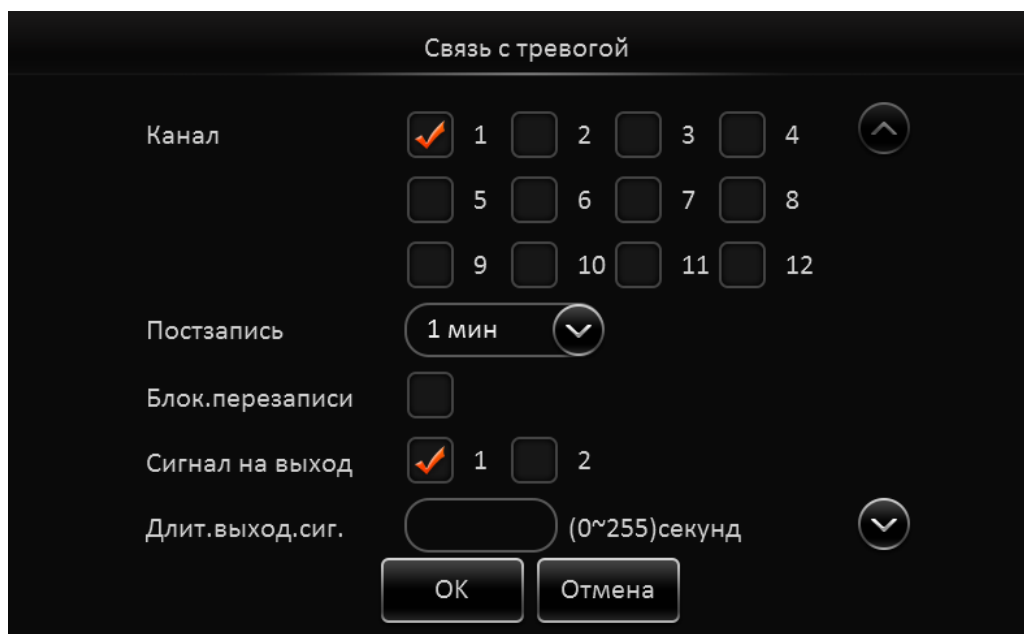 Связь с тревогой
Канал 1 2 3 4
5 6 7 8
9 10 11 12
Постзапись 1 мин
Блок.перезаписи
Сигнал на выход 1 2
Длит.выход.сиг. (0~255)секунд
OK Отмена